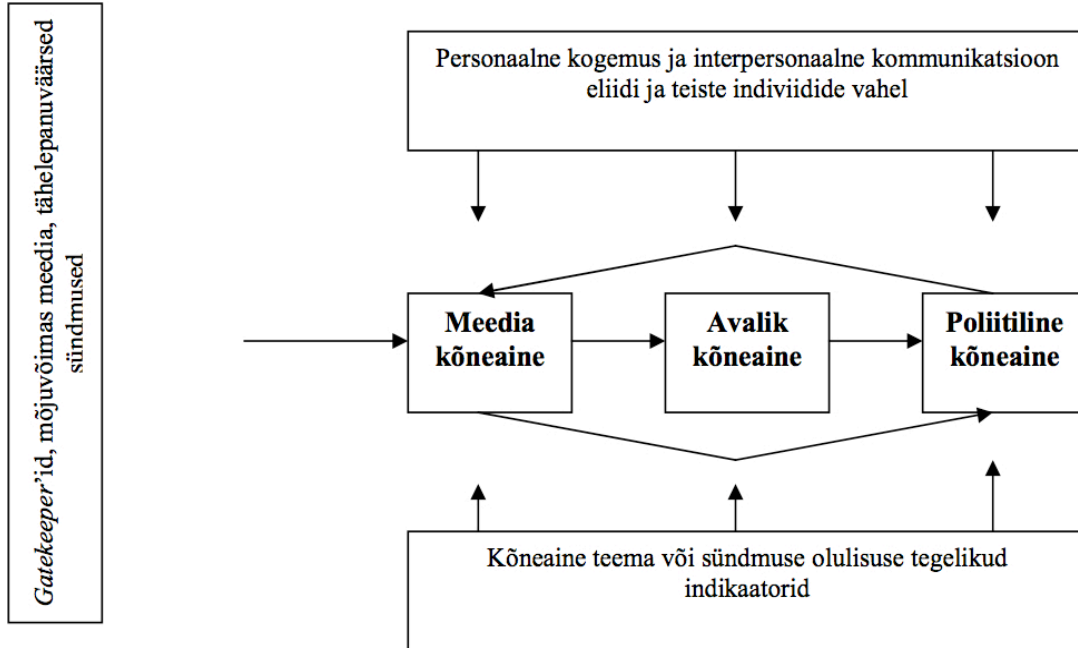 Gatekeeper’id, mõjuvõimas meedia, tähelepanuväärsed
sündmused
Personaalne kogemus ja interpersonaalne kommunikatsioon
eliidi ja teiste indiviidide vahel
Meedia
kõneaine
Avalik
kõneaine
Poliitiline
kõneaine
Kõneaine teema või sündmuse olulisuse tegelikud
indikaatorid